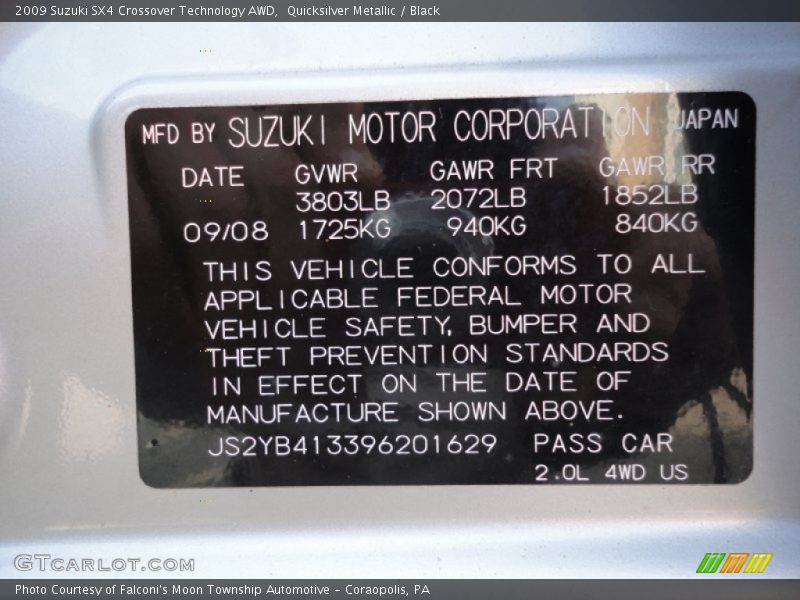 2009 Suzuki SX4 Crossover Technology AWD,  Quicksilver Metallic / Black
MFD BY SUZUKI MOTOR CORPORATION JAPAN
DATE GVWR GAWR FRT GAWR RR
3803LB 2072LB 1852LB
09/08 1725KG 940KG 840KG
THIS VEHICLE CONFORMS TO ALL
APPLICABLE FEDERAL MOTOR
VEHICLE SAFETY, BUMPER AND
THEFT PREVENTION STANDARDS
IN EFFECT ON THE DATE OF
MANUFACTURE SHOWN ABOVE.
JS2YB413396201629 PASS CAR
2.0L 4WD US
GTCARLOT.COM
Photo Courtesy of Falconi's Moon Township Automotive - Coraopolis, PA